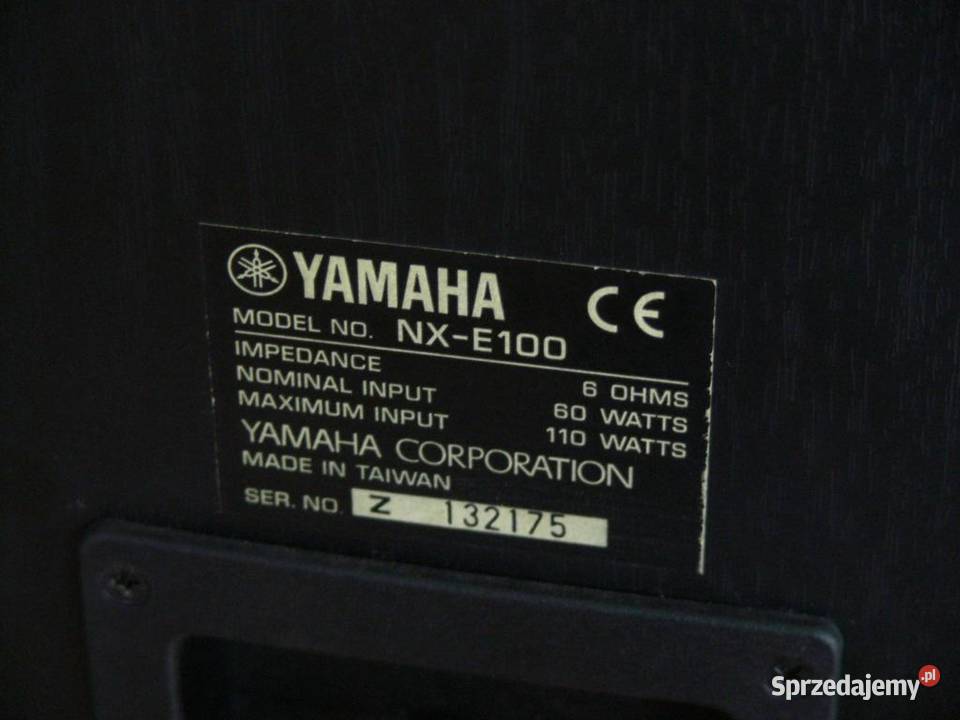 YAMAHA CE
MODEL NO. NX-E100
IMPEDANCE 6 OHMS
NOMINAL INPUT 60 WATTS
MAXIMUM INPUT 110 WATTS
YAMAHA CORPORATION
MADE IN TAIWAN
SER. NO. Z 132175
Sprzedajemy.pl